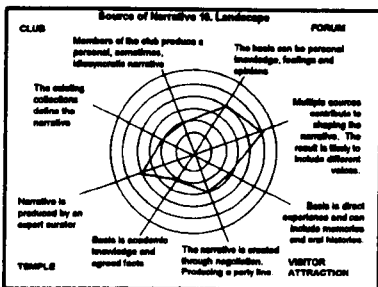 Source of Narrative 16. Landscape
CLUB
FORUM
Members of the club produce a
personal, sometimes,
idiosyncratic narrative
The basis can be personal
knowledge, feelings and
opinions
The existing
collections
define the
narrative
Multiple sources
contribute to
shaping the
narrative. The
result is likely to
include different
voices.
Narrative is
produced by an
expert curator
Basis is direct
experience and can
include memories
and oral histories.
Basis is academic
knowledge and
agreed facts
The narrative is created
through negotiation.
Producing a party line.
TEMPLE
VISITOR
ATTRACTION